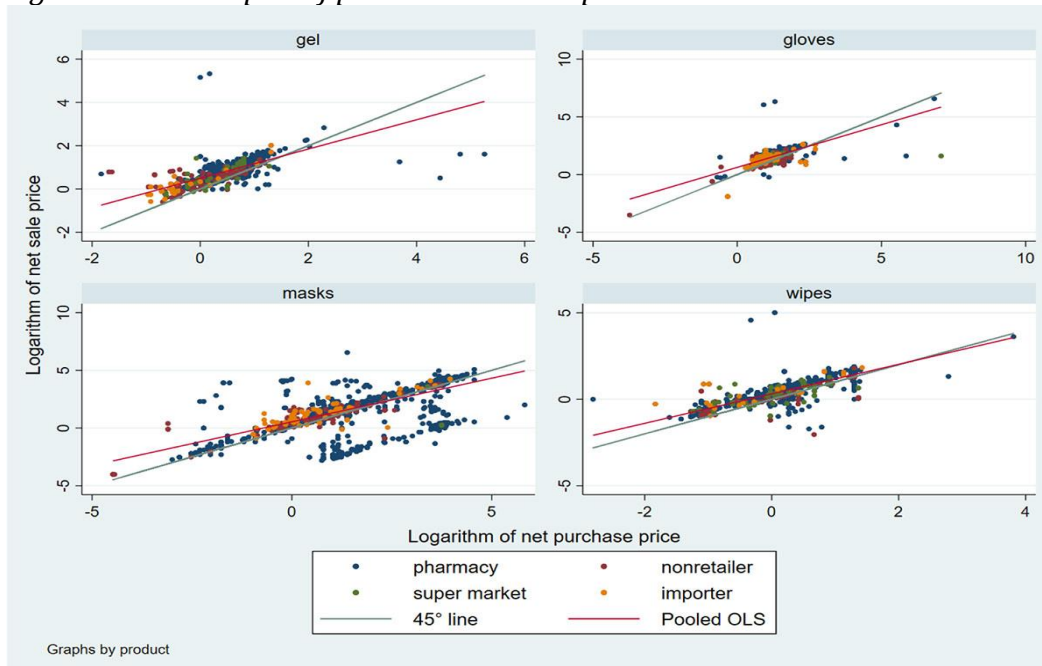 gel
gloves
6
4
2
0
-2
-2
0
2
4
6
10
5
0
-5
-5
0
5
10
masks
wipes
10
5
0
-5
-5
0
5
5
0
-5
-2
0
2
4
Logarithm of net sale price
Logarithm of net purchase price
pharmacy
nonretailer
super market
importer
45° line
Pooled OLS
Graphs by product